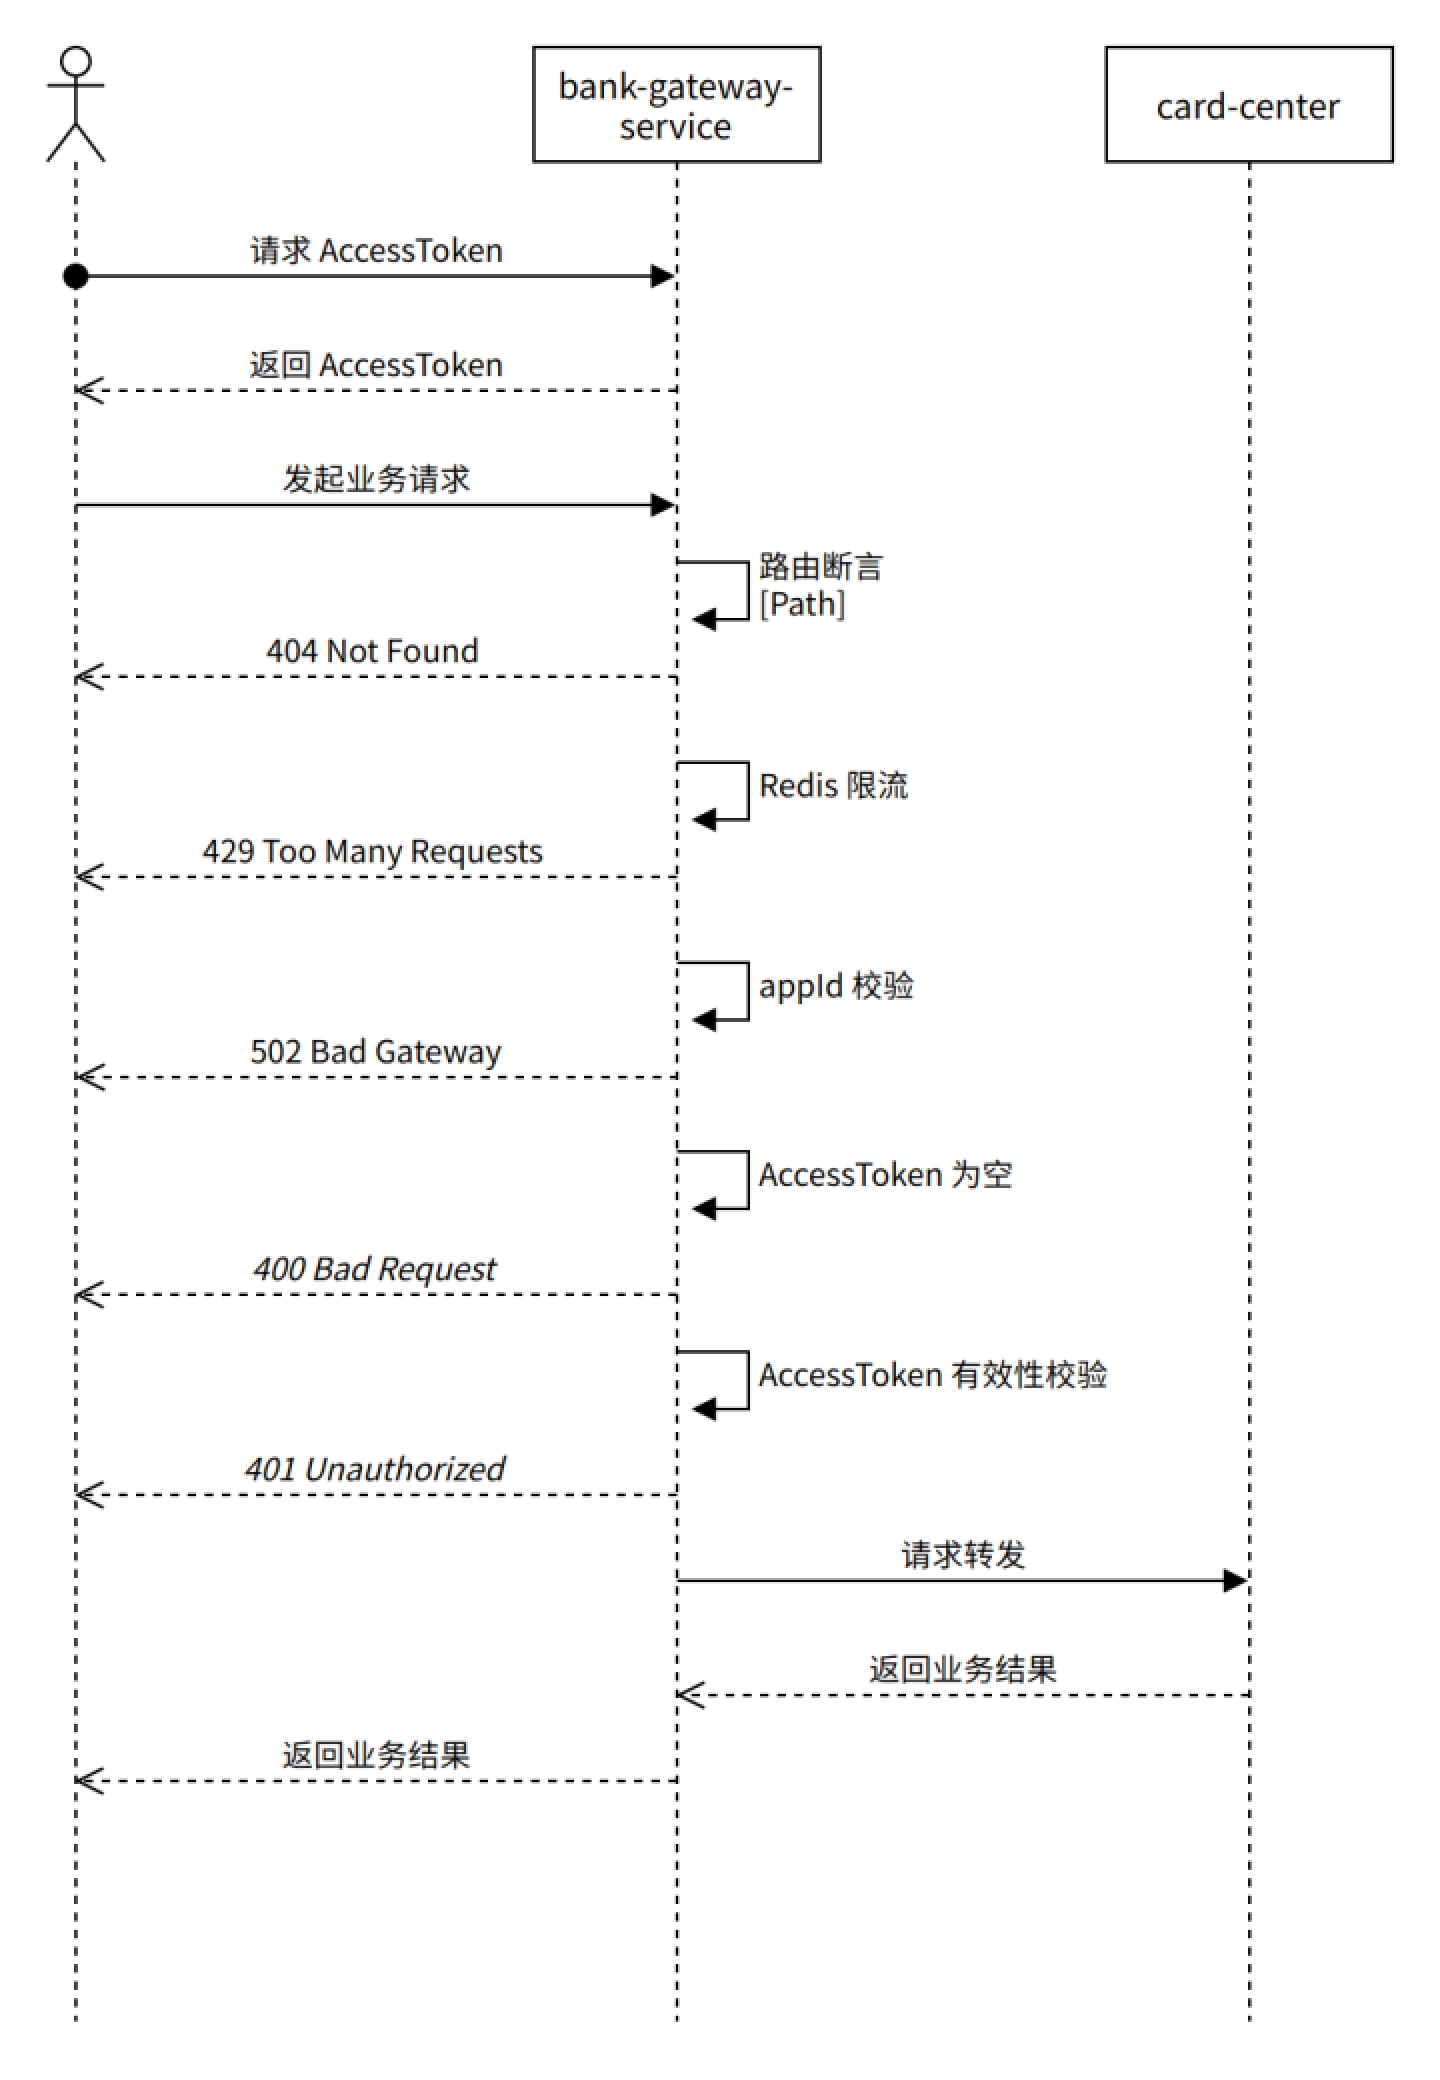 bank-gateway-
service
card-center
请求 AccessToken
返回 AccessToken
发起业务请求
路由断言
[Path]
404 Not Found
Redis 限流
429 Too Many Requests
appId 校验
502 Bad Gateway
AccessToken 为空
400 Bad Request
AccessToken 有效性校验
401 Unauthorized
请求转发
返回业务结果
返回业务结果